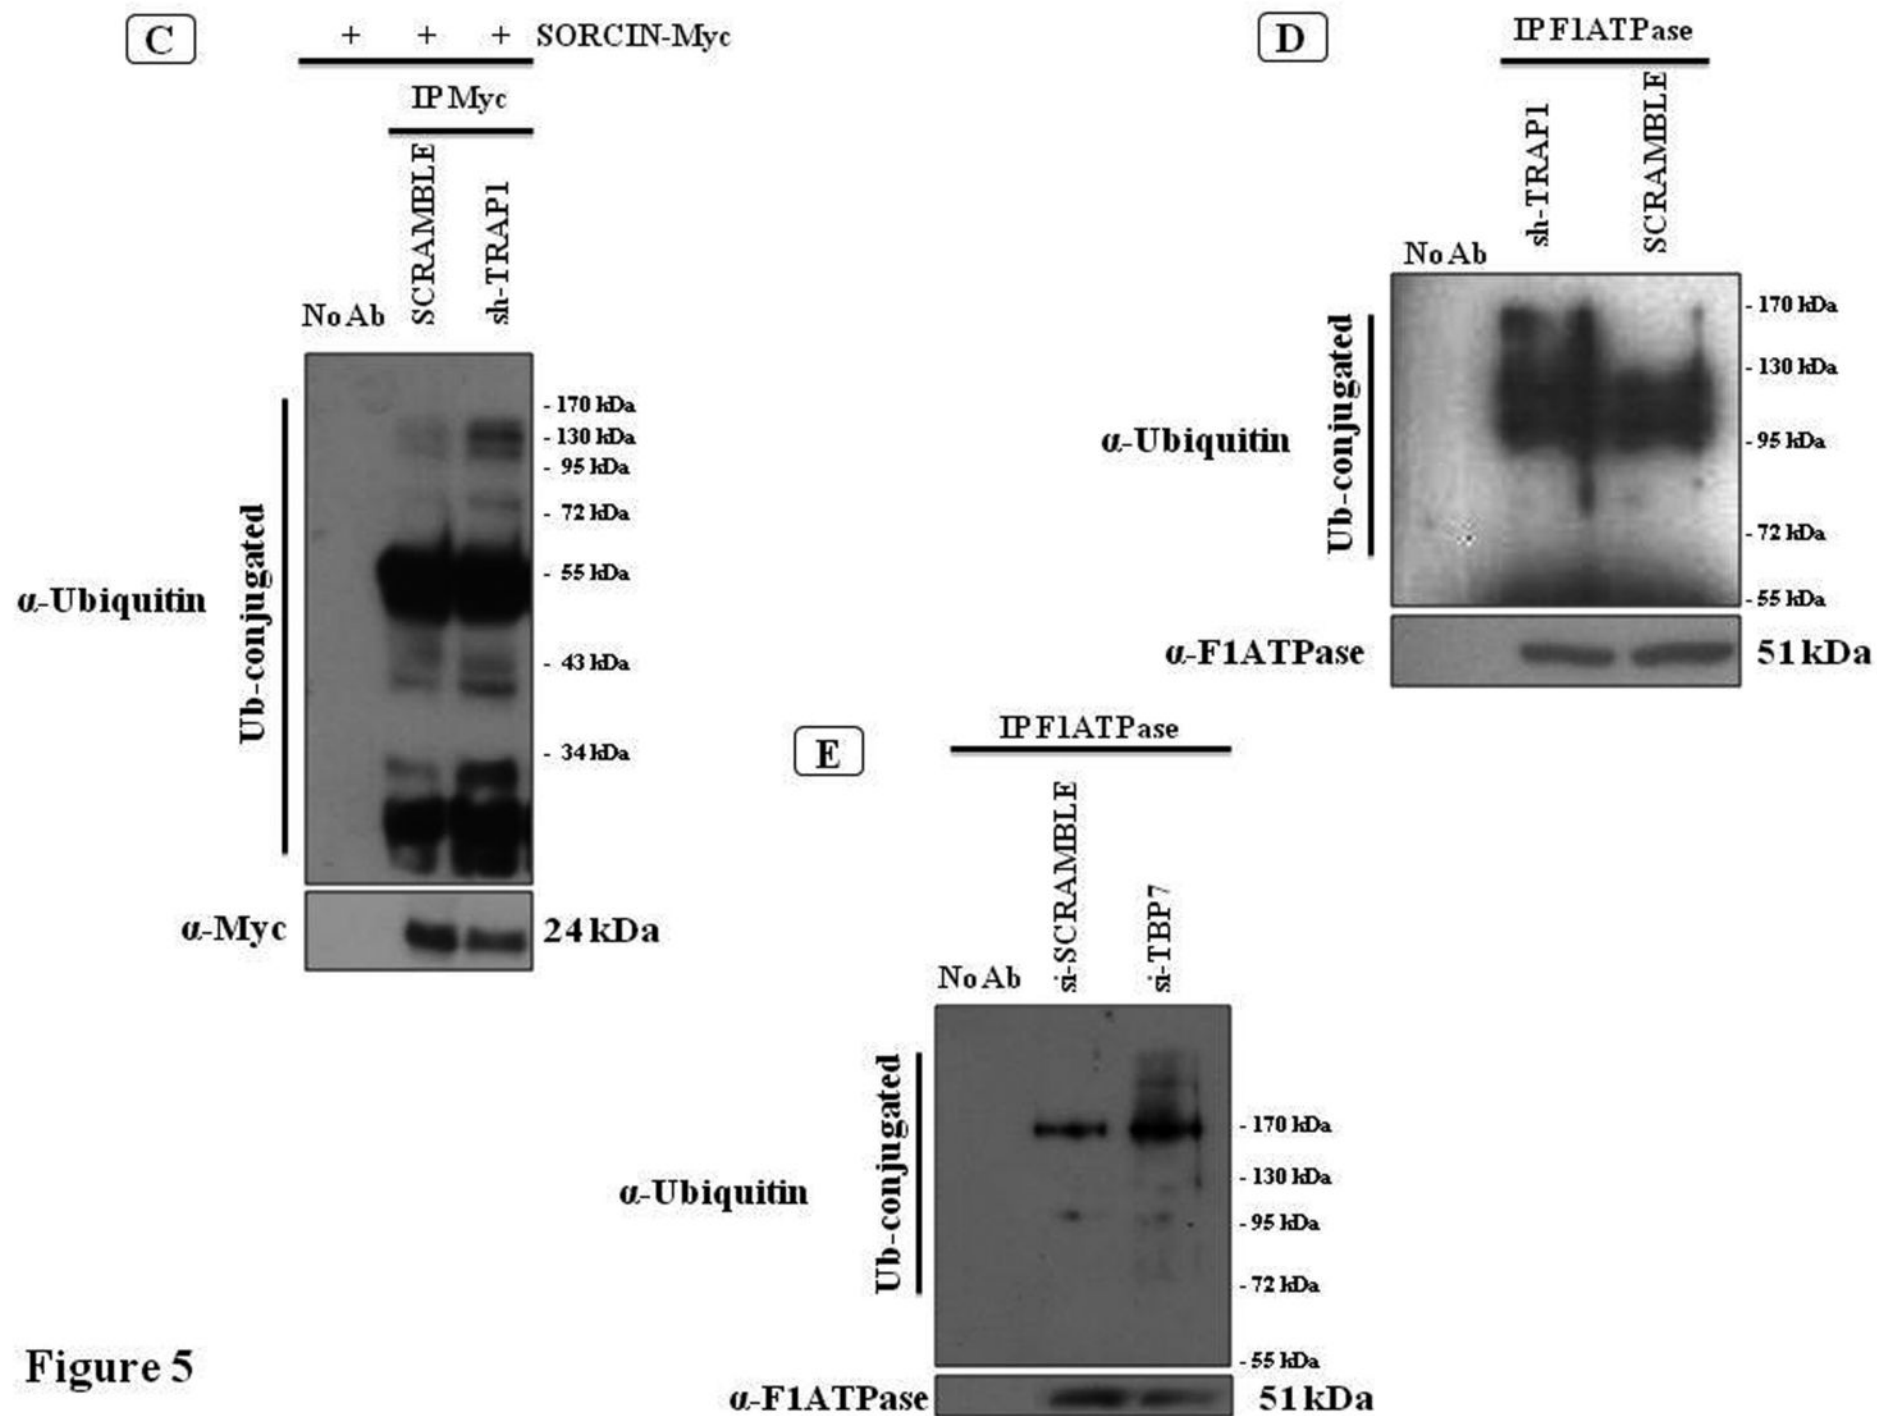 C
+ + + SORCIN-Myc
IP Myc
No Ab
SCRAMBLE
sh-TRAP1
- 170 kDa
- 130 kDa
- 95 kDa
- 72 kDa
- 55 kDa
- 43 kDa
- 34 kDa
α-Ubiquitin
Ub-conjugated
α-Myc
24 kDa
D
IP F1ATPase
No Ab
sh-TRAP1
SCRAMBLE
- 170 kDa
- 130 kDa
- 95 kDa
- 72 kDa
- 55 kDa
α-Ubiquitin
Ub-conjugated
α-F1ATPase
51 kDa
E
IP F1ATPase
No Ab
si-SCRAMBLE
si-TBP7
- 170 kDa
- 130 kDa
- 95 kDa
- 72 kDa
- 55 kDa
α-Ubiquitin
Ub-conjugated
α-F1ATPase
51 kDa
Figure 5